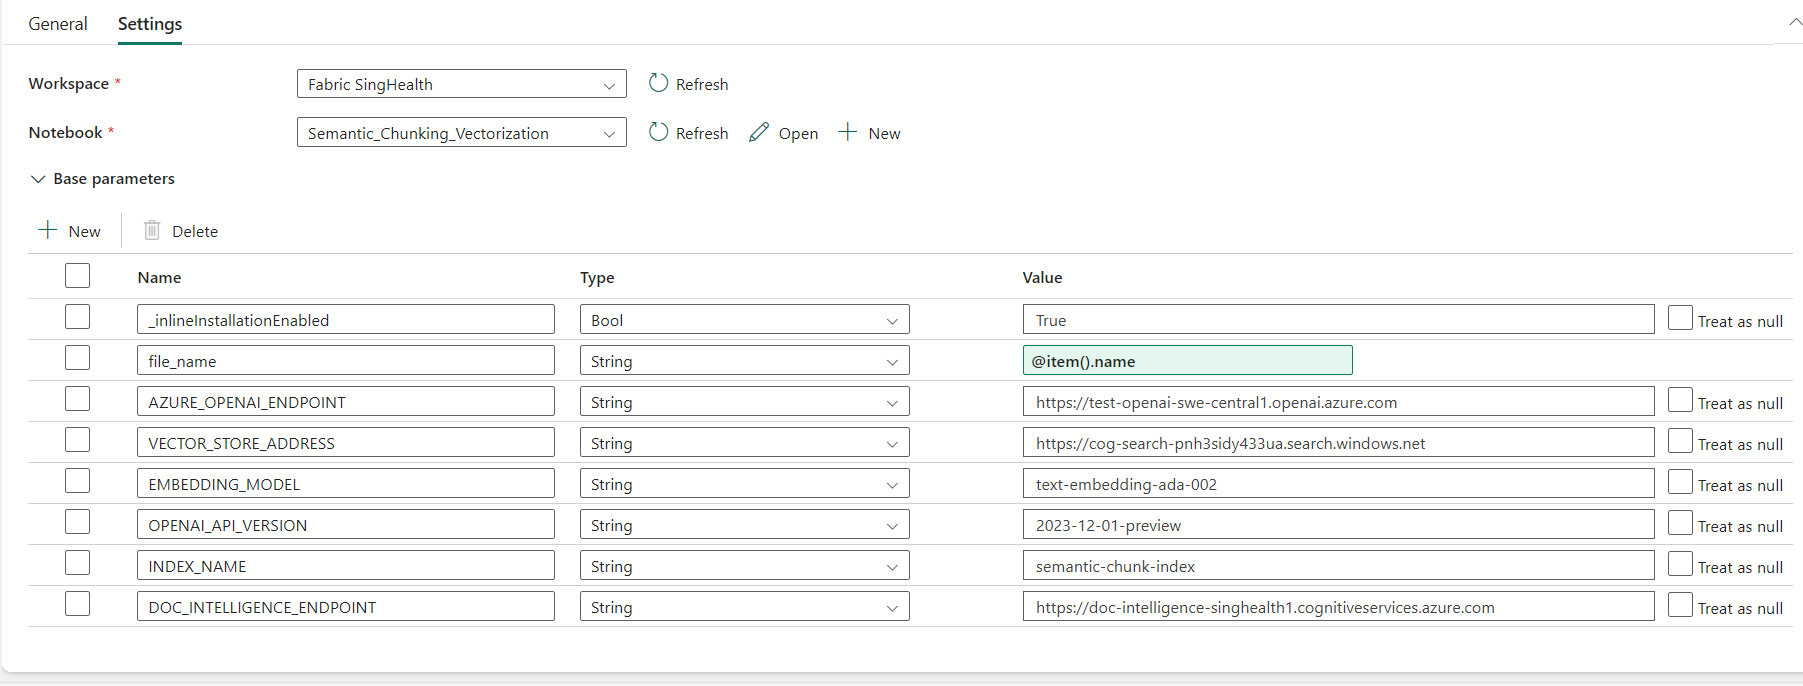 General Settings
Workspace * Fabric SingHealth Refresh
Notebook * Semantic_Chunking_Vectorization Refresh Open New
Base parameters
New Delete
Name Type Value
_inlineInstallationEnabled Bool True Treat as null
file_name String @item().name
AZURE_OPENAI_ENDPOINT String https://test-openai-swe-central1.openai.azure.com Treat as null
VECTOR_STORE_ADDRESS String https://cog-search-pnh3sidy433ua.search.windows.net Treat as null
EMBEDDING_MODEL String text-embedding-ada-002 Treat as null
OPENAI_API_VERSION String 2023-12-01-preview Treat as null
INDEX_NAME String semantic-chunk-index Treat as null
DOC_INTELLIGENCE_ENDPOINT String https://doc-intelligence-singhealth1.cognitiveservices.azure.com Treat as null